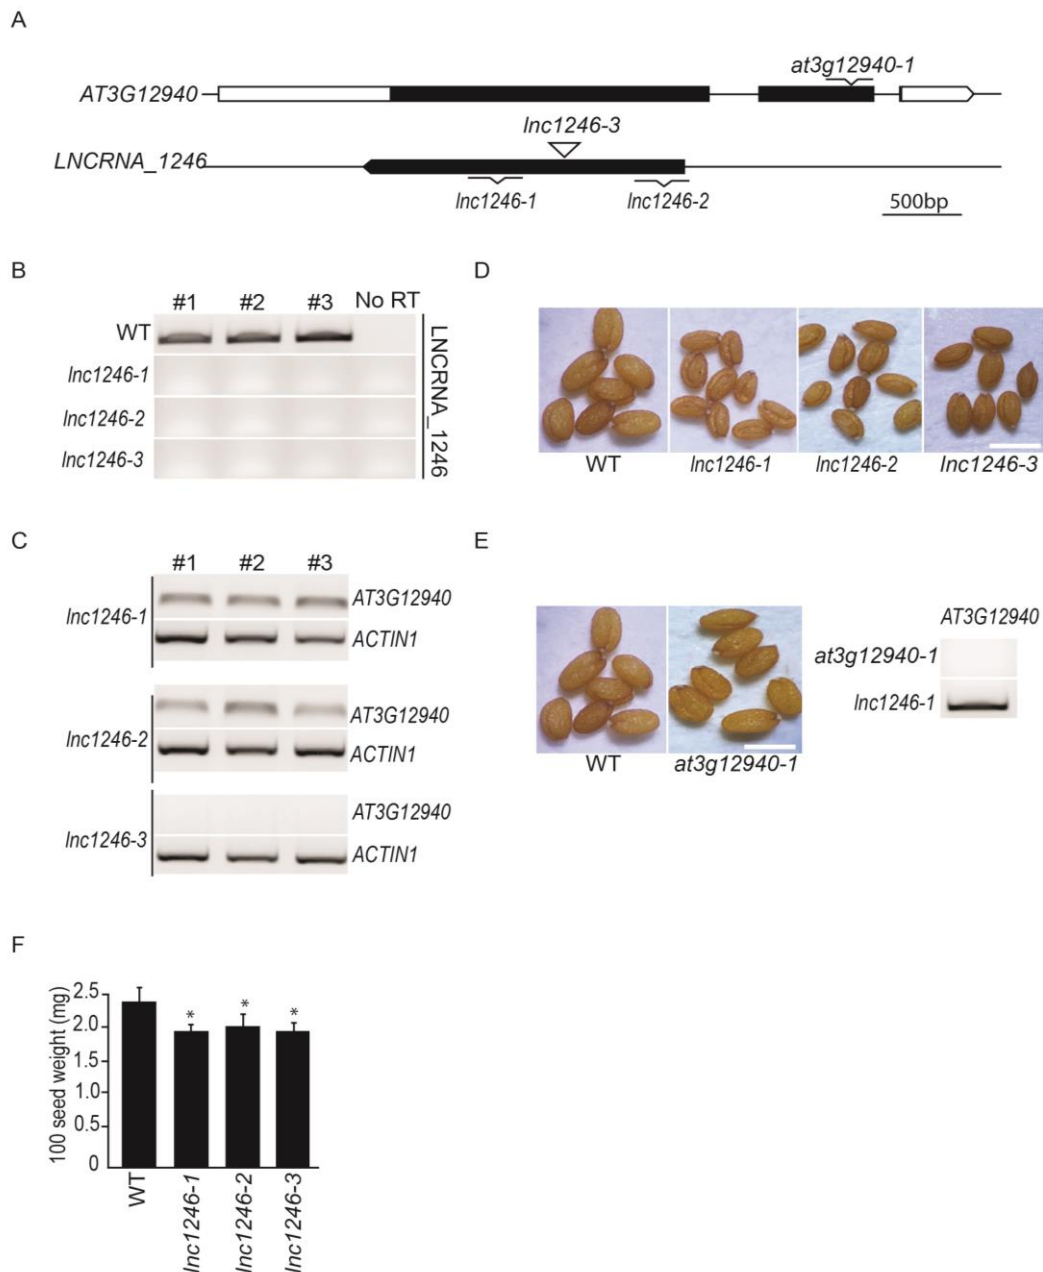 A
at3g12940-1
AT3G12940
lnc1246-3
LNCRNA_1246
lnc1246-1 lnc1246-2
500bp
B
#1 #2 #3 No RT
WT
lnc1246-1
lnc1246-2
lnc1246-3
LNCRNA_1246
D
WT lnc1246-1 lnc1246-2 lnc1246-3
C
#1 #2 #3
lnc1246-1
AT3G12940
ACTIN1
lnc1246-2
AT3G12940
ACTIN1
lnc1246-3
AT3G12940
ACTIN1
E
WT at3g12940-1
AT3G12940
at3g12940-1
lnc1246-1
F
100 seed weight (mg)
2.5
2.0
1.0
0.5
0
* * *
WT
lnc1246-1
lnc1246-2
lnc1246-3